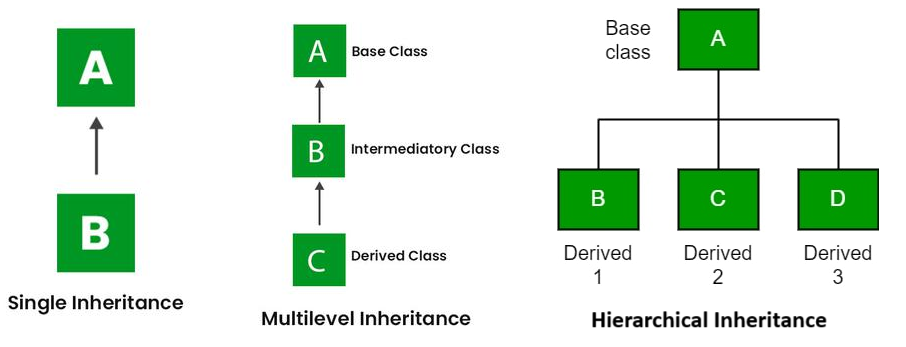 A
B
Single Inheritance
A
Base Class
B
Intermediatory Class
C
Derived Class
Multilevel Inheritance
Base
class
A
B
C
D
Derived
1
Derived
2
Derived
3
Hierarchical Inheritance